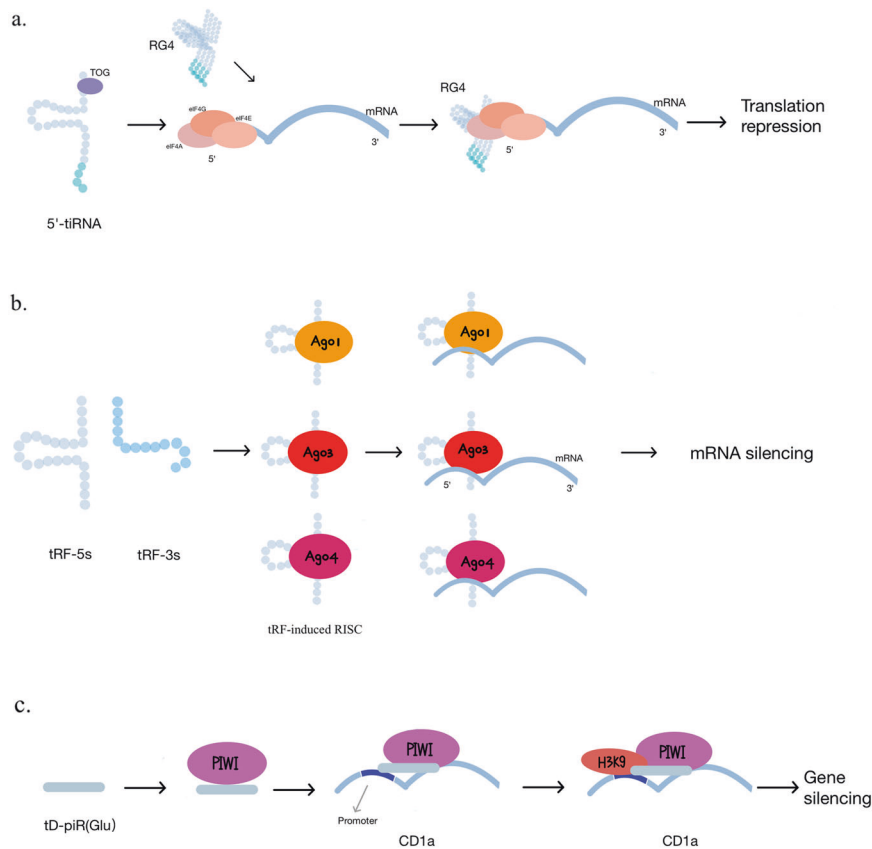 a.
RG4
TOG
eIF4G
eIF4E
eIF4A
5'
mRNA
3'
RG4
5'
mRNA
3'
Translation
repression
5'-tiRNA
b.
Ago1
Ago1
Ago3
Ago3
mRNA
5'
3'
mRNA silencing
tRF-5s
tRF-3s
Ago4
Ago4
tRF-induced RISC
c.
PIWI
PIWI
H3K9
PIWI
Gene
silencing
tD-piR(Glu)
Promoter
CD1a
CD1a